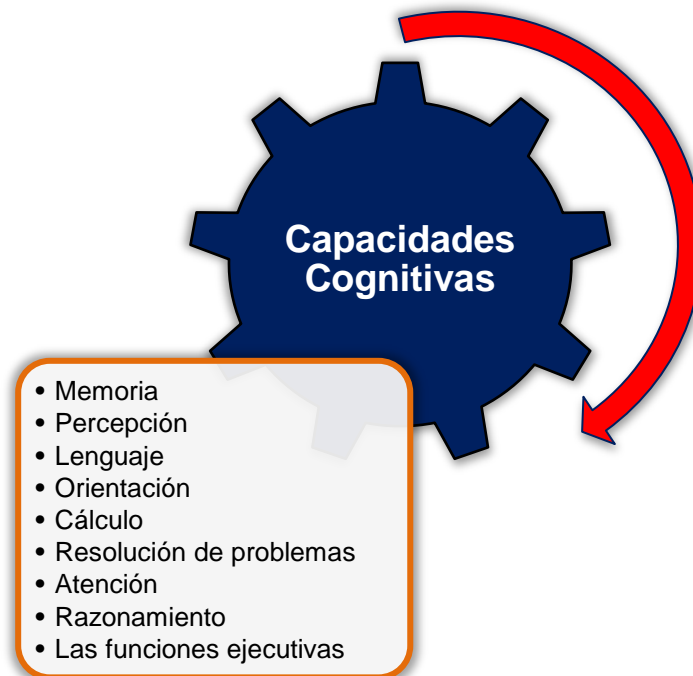 Capacidades
Cognitivas
• Memoria
• Percepción
• Lenguaje
• Orientación
• Cálculo
• Resolución de problemas
• Atención
• Razonamiento
• Las funciones ejecutivas